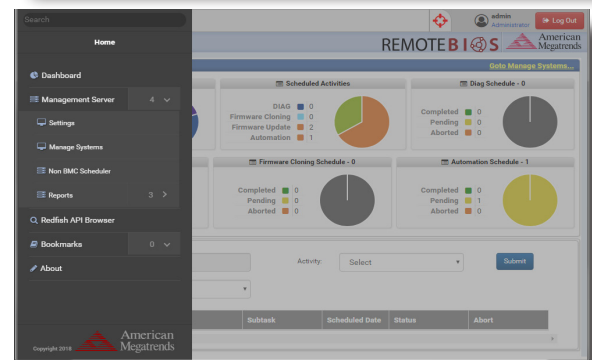 Search
Home
Dashboard
Management Server 4
Settings
Manage Systems
Non BMC Scheduler
Reports 3
Redfish API Browser
Bookmarks 0
About
Copyright 2018 American Megatrends
admin
Administrator
Log Out
REMOTE BIOS American Megatrends
Goto Manage Systems...
Scheduled Activities
DIAG 0
Firmware Cloning 0
Firmware Update 2
Automation 1
Diag Schedule - 0
Completed 0
Pending 0
Aborted 0
Firmware Cloning Schedule - 0
Completed 0
Pending 0
Aborted 0
Automation Schedule - 1
Completed 0
Pending 1
Aborted 0
Activity: Select Submit
Subtask Scheduled Date Status Abort